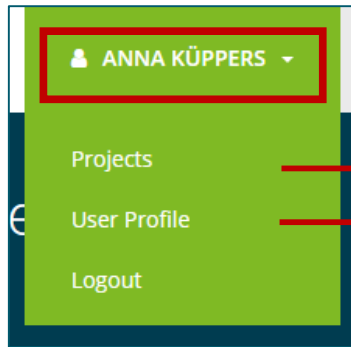 ANNA KÜPPERS
Projects
e
User Profile
Logout